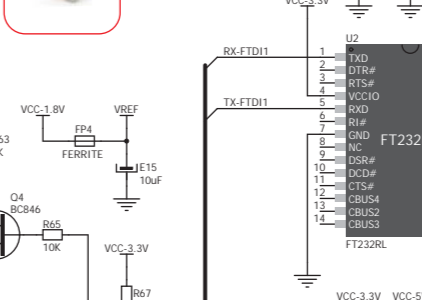 VCC-3.3V
U2
RX-FTDI1
1 TXD
2 DTR#
3 RTS#
4 VCCIO
TX-FTDI1
5 RXD
6 RI#
7 GND
8 NC
9 DSR#
10 DCD#
11 CTS#
12 CBUS4
13 CBUS2
14 CBUS3
FT232
FT232RL
VCC-1.8V
VREF
FP4
FERRITE
E15
10uF
63
K
Q4
BC846
R65
10K
VCC-3.3V
R67
VCC-3.3V
VCC-5